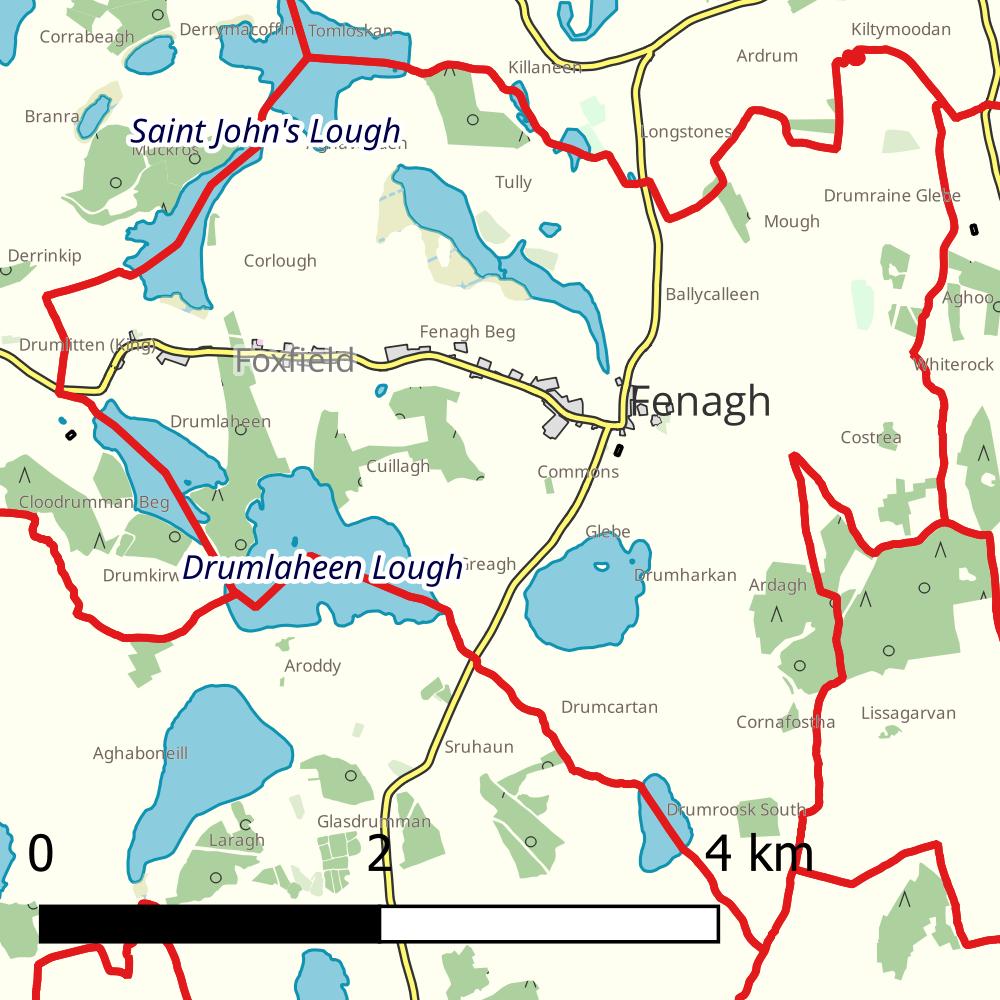 Corrabeagh
Derrymacoffin
Tomloskan
Kiltymoodan
Ardrum
Killaneen
Branra
Saint John's Lough
Longstones
Muckros
Tully
Drumraine Glebe
Mough
Derrinkip
Corlough
Ballycalleen
Aghoo
Fenagh Beg
Drumlitten (King)
Foxfield
Whiterock
Fenagh
Drumlaheen
Costrea
Cuillagh
Commons
Cloodrumman Beg
Glebe
Drumlaheen Lough
Greagh
Drumharkan
Ardagh
Aroddy
Drumcartan
Lissagarvan
Cornafostha
Sruhaun
Aghaboneill
Drumroosk South
Glasdrumman
Laragh
0 2 4 km